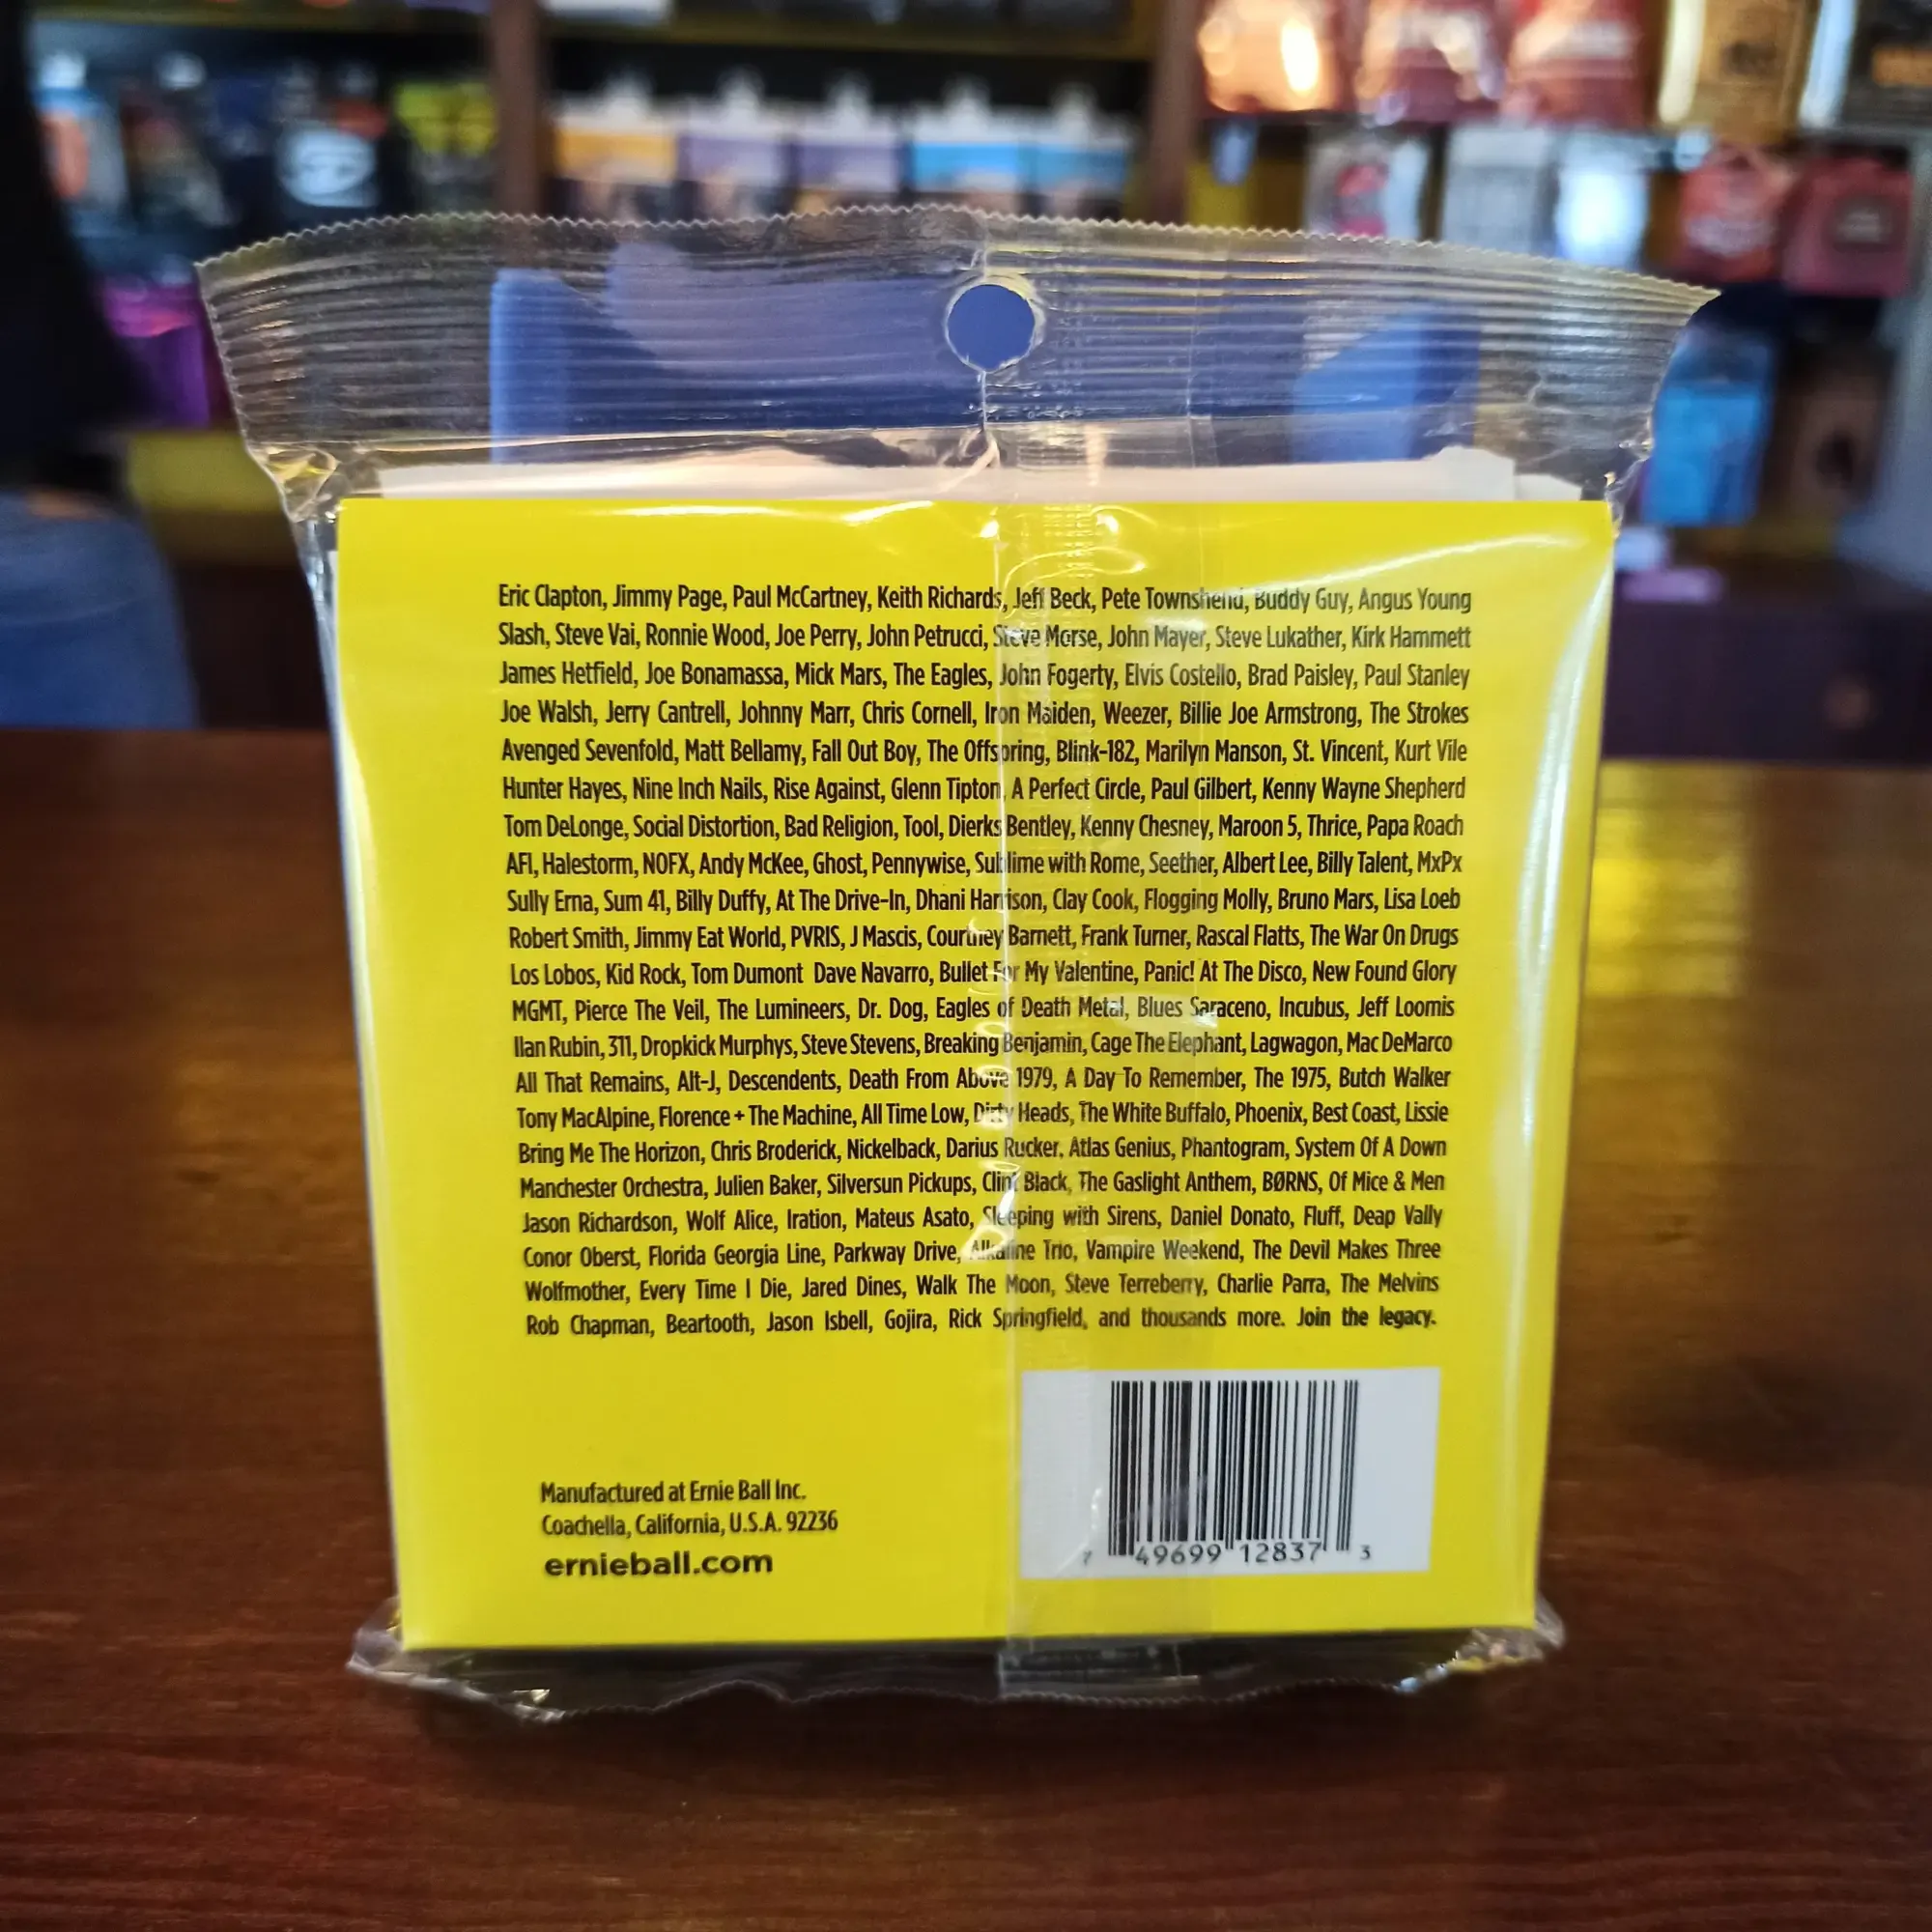 Eric Clapton, Jimmy Page, Paul McCartney, Keith Richards, Jeff Beck, Pete Townshend, Buddy Guy, Angus Young
Slash, Steve Vai, Ronnie Wood, Joe Perry, John Petrucci, Steve Morse, John Mayer, Steve Lukather, Kirk Hammett
James Hetfield, Joe Bonamassa, Mick Mars, The Eagles, John Fogerty, Elvis Costello, Brad Paisley, Paul Stanley
Joe Walsh, Jerry Cantrell, Johnny Marr, Chris Cornell, Iron Maiden, Weezer, Billie Joe Armstrong, The Strokes
Avenged Sevenfold, Matt Bellamy, Fall Out Boy, The Offspring, Blink-182, Marilyn Manson, St. Vincent, Kurt Vile
Hunter Hayes, Nine Inch Nails, Rise Against, Glenn Tipton, A Perfect Circle, Paul Gilbert, Kenny Wayne Shepherd
Tom DeLonge, Social Distortion, Bad Religion, Tool, Dierks Bentley, Kenny Chesney, Maroon 5, Thrice, Papa Roach
AFI, Halestorm, NOFX, Andy McKee, Ghost, Pennywise, Sublime with Rome, Seether, Albert Lee, Billy Talent, MxPx
Sully Erna, Sum 41, Billy Duffy, At The Drive-In, Dhani Harrison, Clay Cook, Flogging Molly, Bruno Mars, Lisa Loeb
Robert Smith, Jimmy Eat World, PVRIS, J Mascis, Courtney Barnett, Frank Turner, Rascal Flatts, The War On Drugs
Los Lobos, Kid Rock, Tom Dumont Dave Navarro, Bullet For My Valentine, Panic! At The Disco, New Found Glory
MGMT, Pierce The Veil, The Lumineers, Dr. Dog, Eagles of Death Metal, Blues Saraceno, Incubus, Jeff Loomis
Ilan Rubin, 311, Dropkick Murphys, Steve Stevens, Breaking Benjamin, Cage The Elephant, Lagwagon, Mac DeMarco
All That Remains, Alt-J, Descendents, Death From Above 1979, A Day To Remember, The 1975, Butch Walker
Tony MacAlpine, Florence + The Machine, All Time Low, Dirty Heads, The White Buffalo, Phoenix, Best Coast, Lissie
Bring Me The Horizon, Chris Broderick, Nickelback, Darius Rucker, Atlas Genius, Phantogram, System Of A Down
Manchester Orchestra, Julien Baker, Silversun Pickups, Clint Black, The Gaslight Anthem, BØRNS, Of Mice & Men
Jason Richardson, Wolf Alice, Iration, Mateus Asato, Sleeping with Sirens, Daniel Donato, Fluff, Deap Vally
Conor Oberst, Florida Georgia Line, Parkway Drive, Alkaline Trio, Vampire Weekend, The Devil Makes Three
Wolfmother, Every Time I Die, Jared Dines, Walk The Moon, Steve Terreberry, Charlie Parra, The Melvins
Rob Chapman, Beartooth, Jason Isbell, Gojira, Rick Springfield, and thousands more. Join the legacy.
Manufactured at Ernie Ball Inc.
Coachella, California, U.S.A. 92236
ernieball.com
7 49699 12837 3